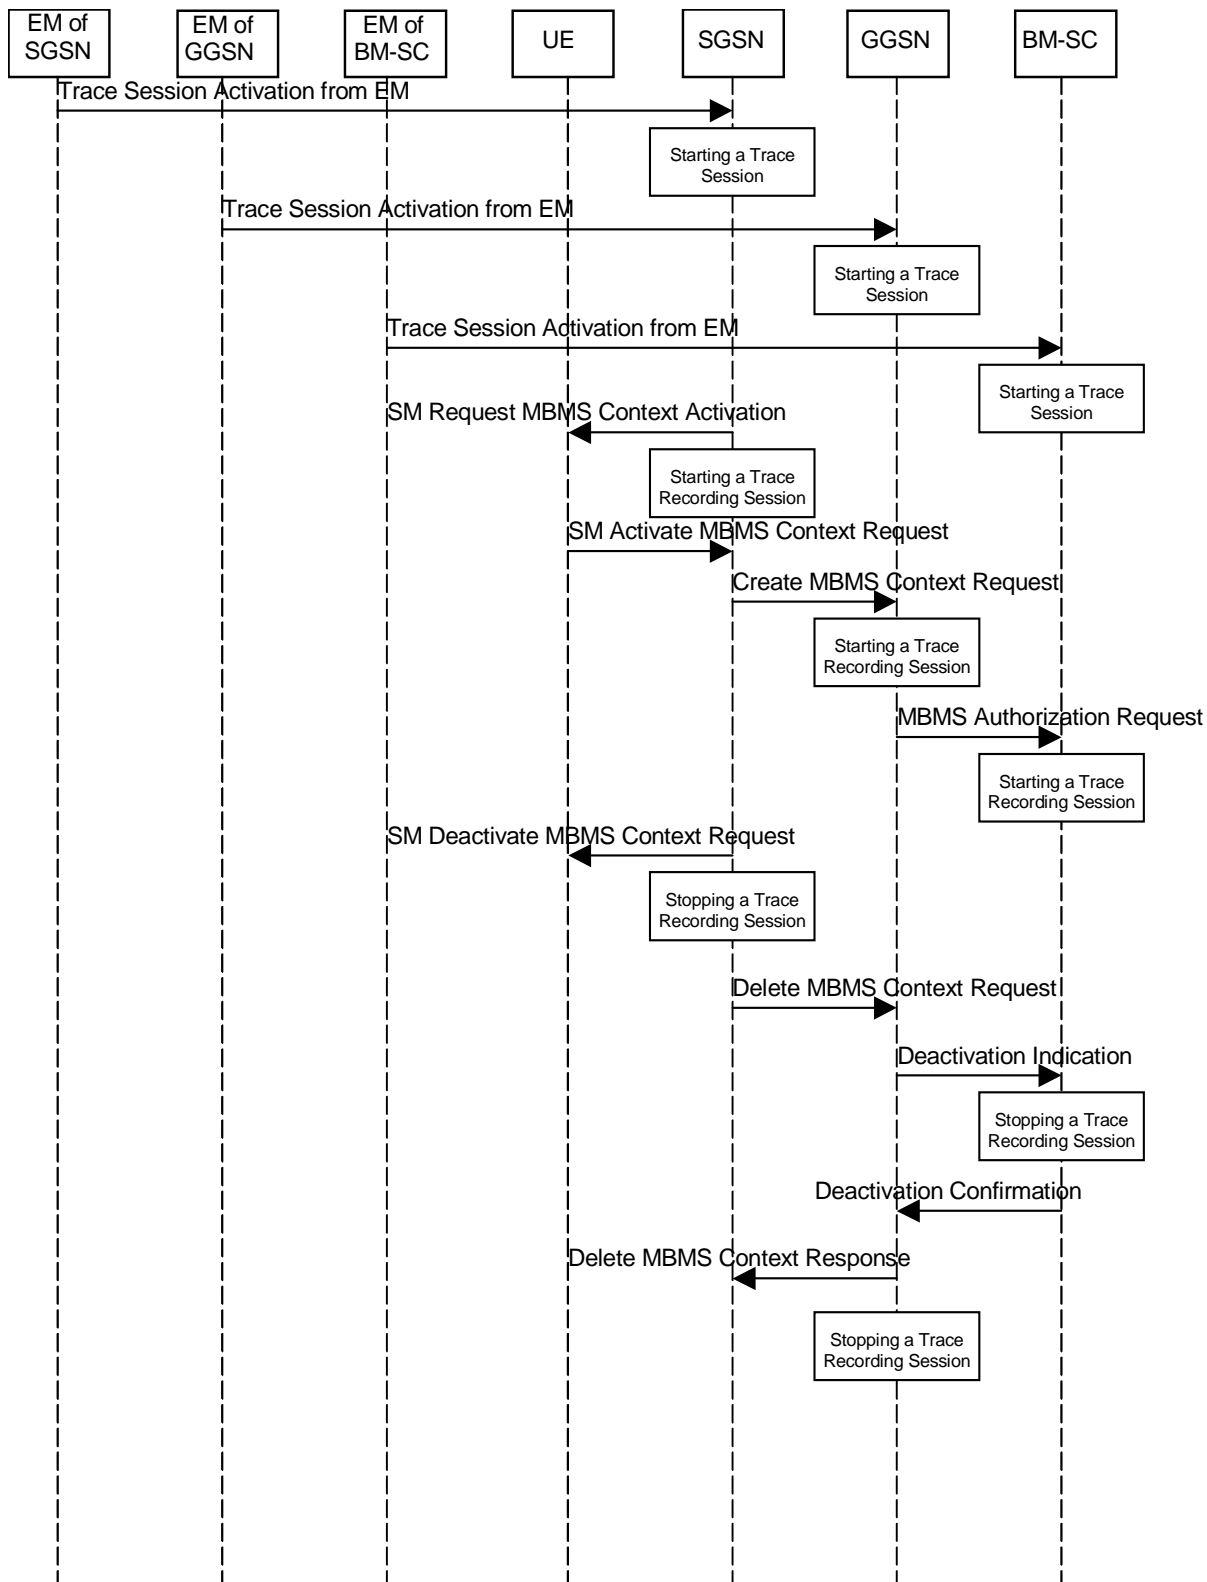 EM of
SGSN
EM of
GGSN
EM of
BM-SC
UE
SGSN
GGSN
BM-SC
Trace Session Activation from EM
Starting a Trace
Session
Trace Session Activation from EM
Starting a Trace
Session
Trace Session Activation from EM
Starting a Trace
Session
SM Request MBMS Context Activation
Starting a Trace
Recording Session
SM Activate MBMS Context Request
Create MBMS Context Request
Starting a Trace
Recording Session
MBMS Authorization Request
Starting a Trace
Recording Session
SM Deactivate MBMS Context Request
Stopping a Trace
Recording Session
Delete MBMS Context Request
Deactivation Indication
Stopping a Trace
Recording Session
Deactivation Confirmation
Delete MBMS Context Response
Stopping a Trace
Recording Session